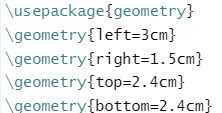 \usepackage{geometry}
\geometry{left=3cm}
\geometry{right=1.5cm}
\geometry{top=2.4cm}
\geometry{bottom=2.4cm}